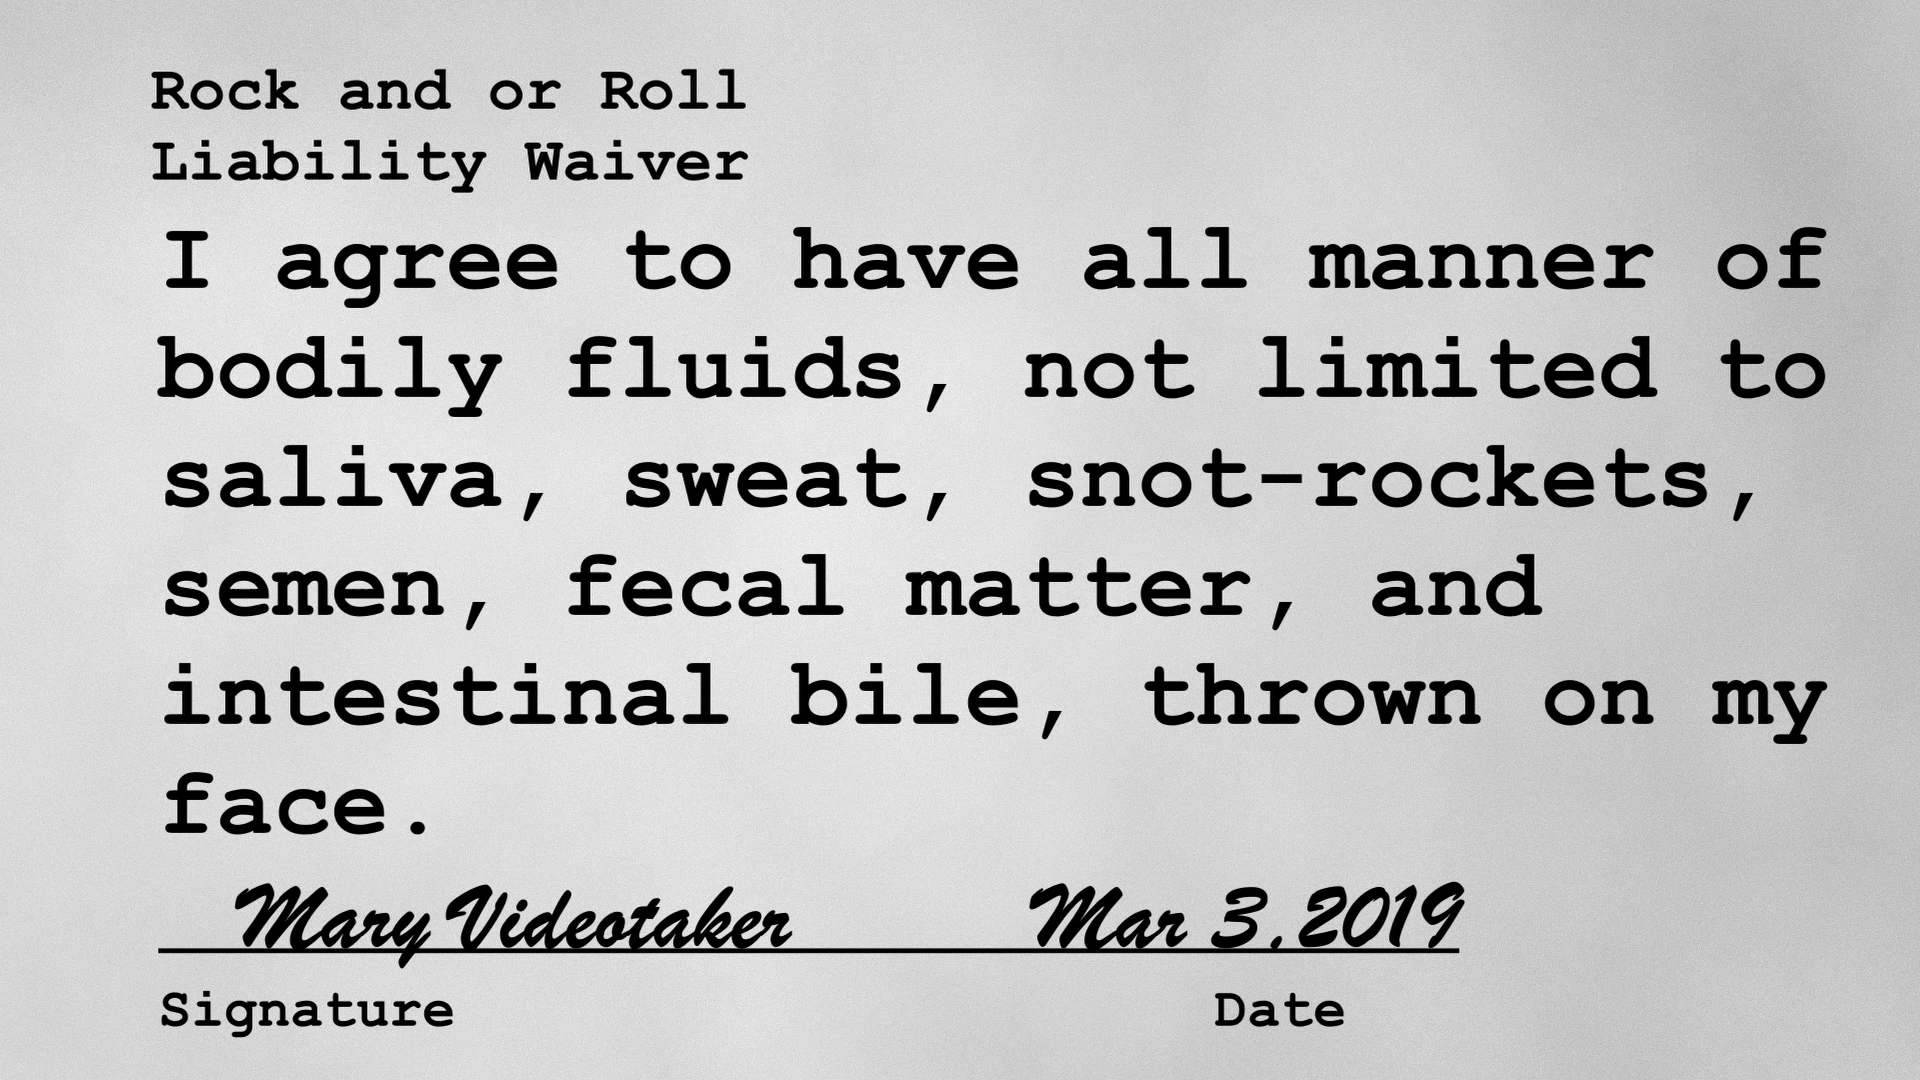 Rock and or Roll
Liability Waiver
I agree to have all manner of
bodily fluids, not limited to
saliva, sweat, snot-rockets,
semen, fecal matter, and
intestinal bile, thrown on my
face.
Mary Videotaker Mar 3, 2019
Signature Date